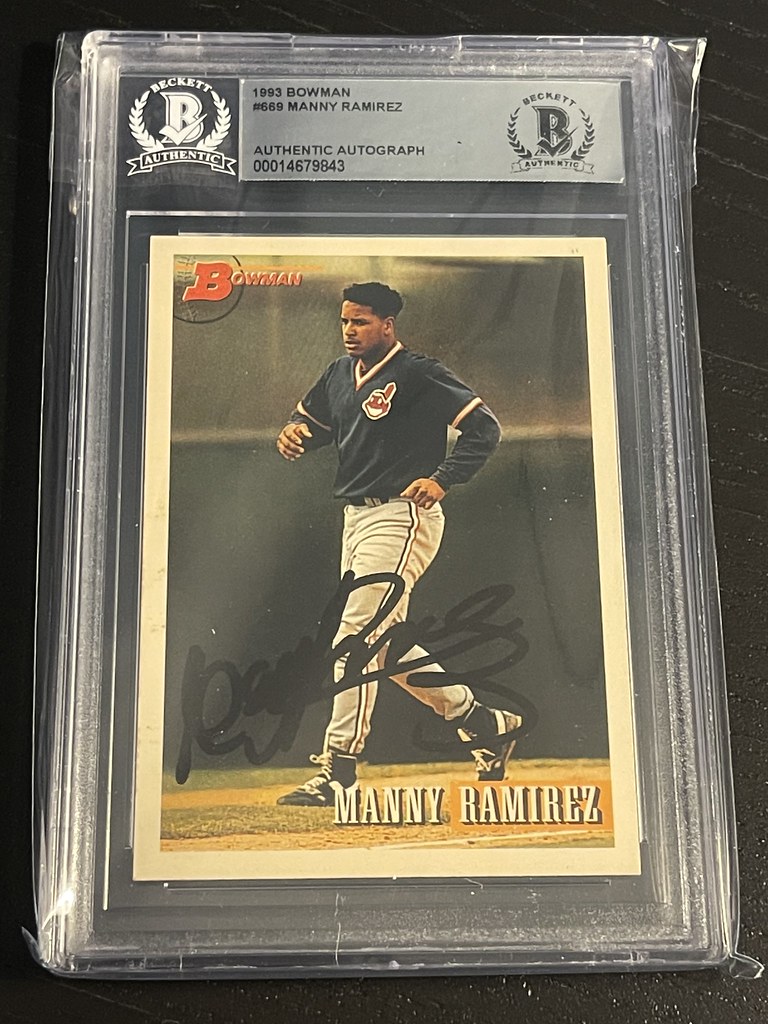 BECKETT
B
AUTHENTIC
1993 BOWMAN
#669 MANNY RAMIREZ
AUTHENTIC AUTOGRAPH
00014679843
BECKETT
B
AUTHENTIC
BOWMAN
MANNY RAMIREZ